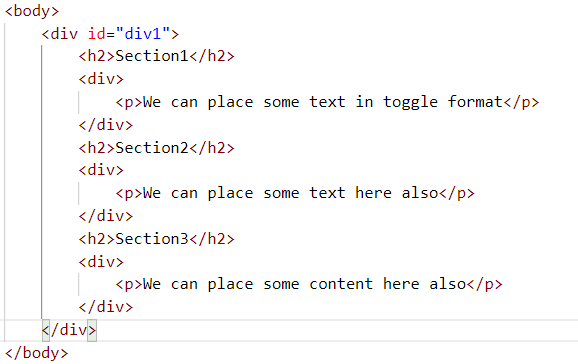 <body>
<div id="div1">
<h2>Section1</h2>
<div>
<p>We can place some text in toggle format</p>
</div>
<h2>Section2</h2>
<div>
<p>We can place some text here also</p>
</div>
<h2>Section3</h2>
<div>
<p>We can place some content here also</p>
</div>
</div>
</body>